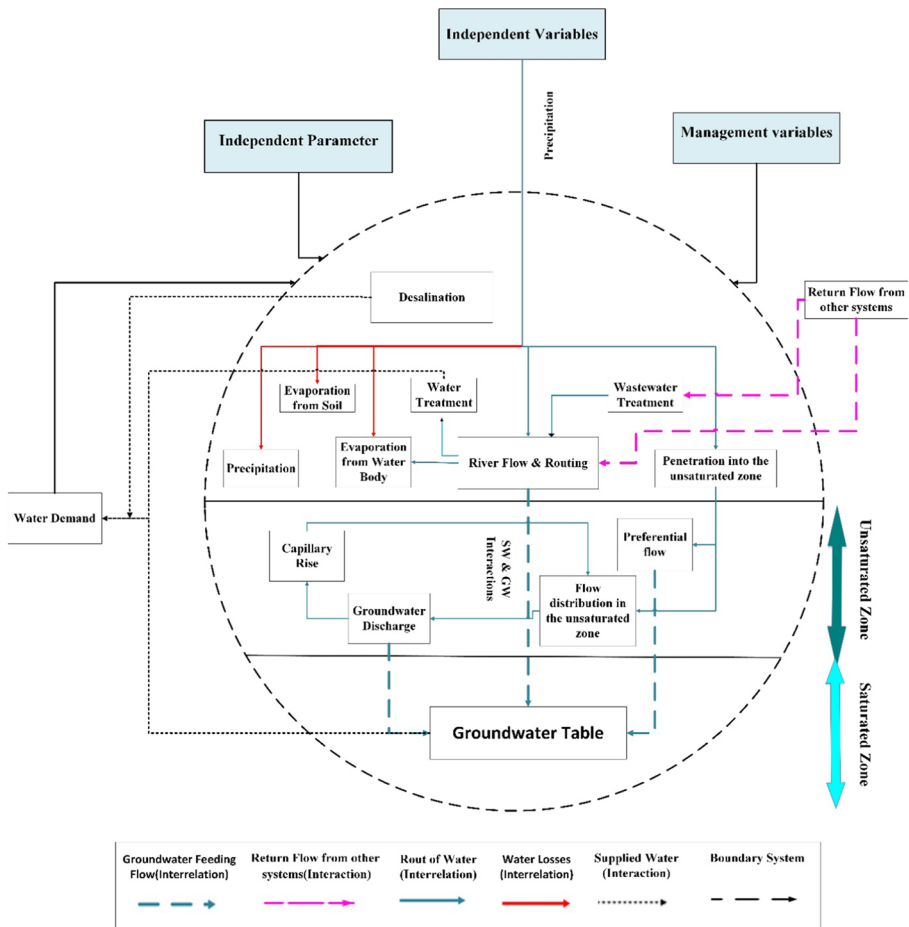 Independent Variables
Precipitation
Independent Parameter
Management variables
Desalination
Return Flow from
other systems
Evaporation
from Soil
Water
Treatment
Wastewater
Treatment
Precipitation
Evaporation
from Water
Body
River Flow & Routing
Penetration into the
unsaturated zone
Water Demand
Capillary
Rise
SW & GW
Interactions
Preferential
flow
Unsaturated Zone
Groundwater
Discharge
Flow
distribution in
the unsaturated
zone
Saturated Zone
Groundwater Table
Groundwater Feeding
Flow(Interrelation)
Return Flow from other
systems(Interaction)
Rout of Water
(Interrelation)
Water Losses
(Interrelation)
Supplied Water
(Interaction)
Boundary System